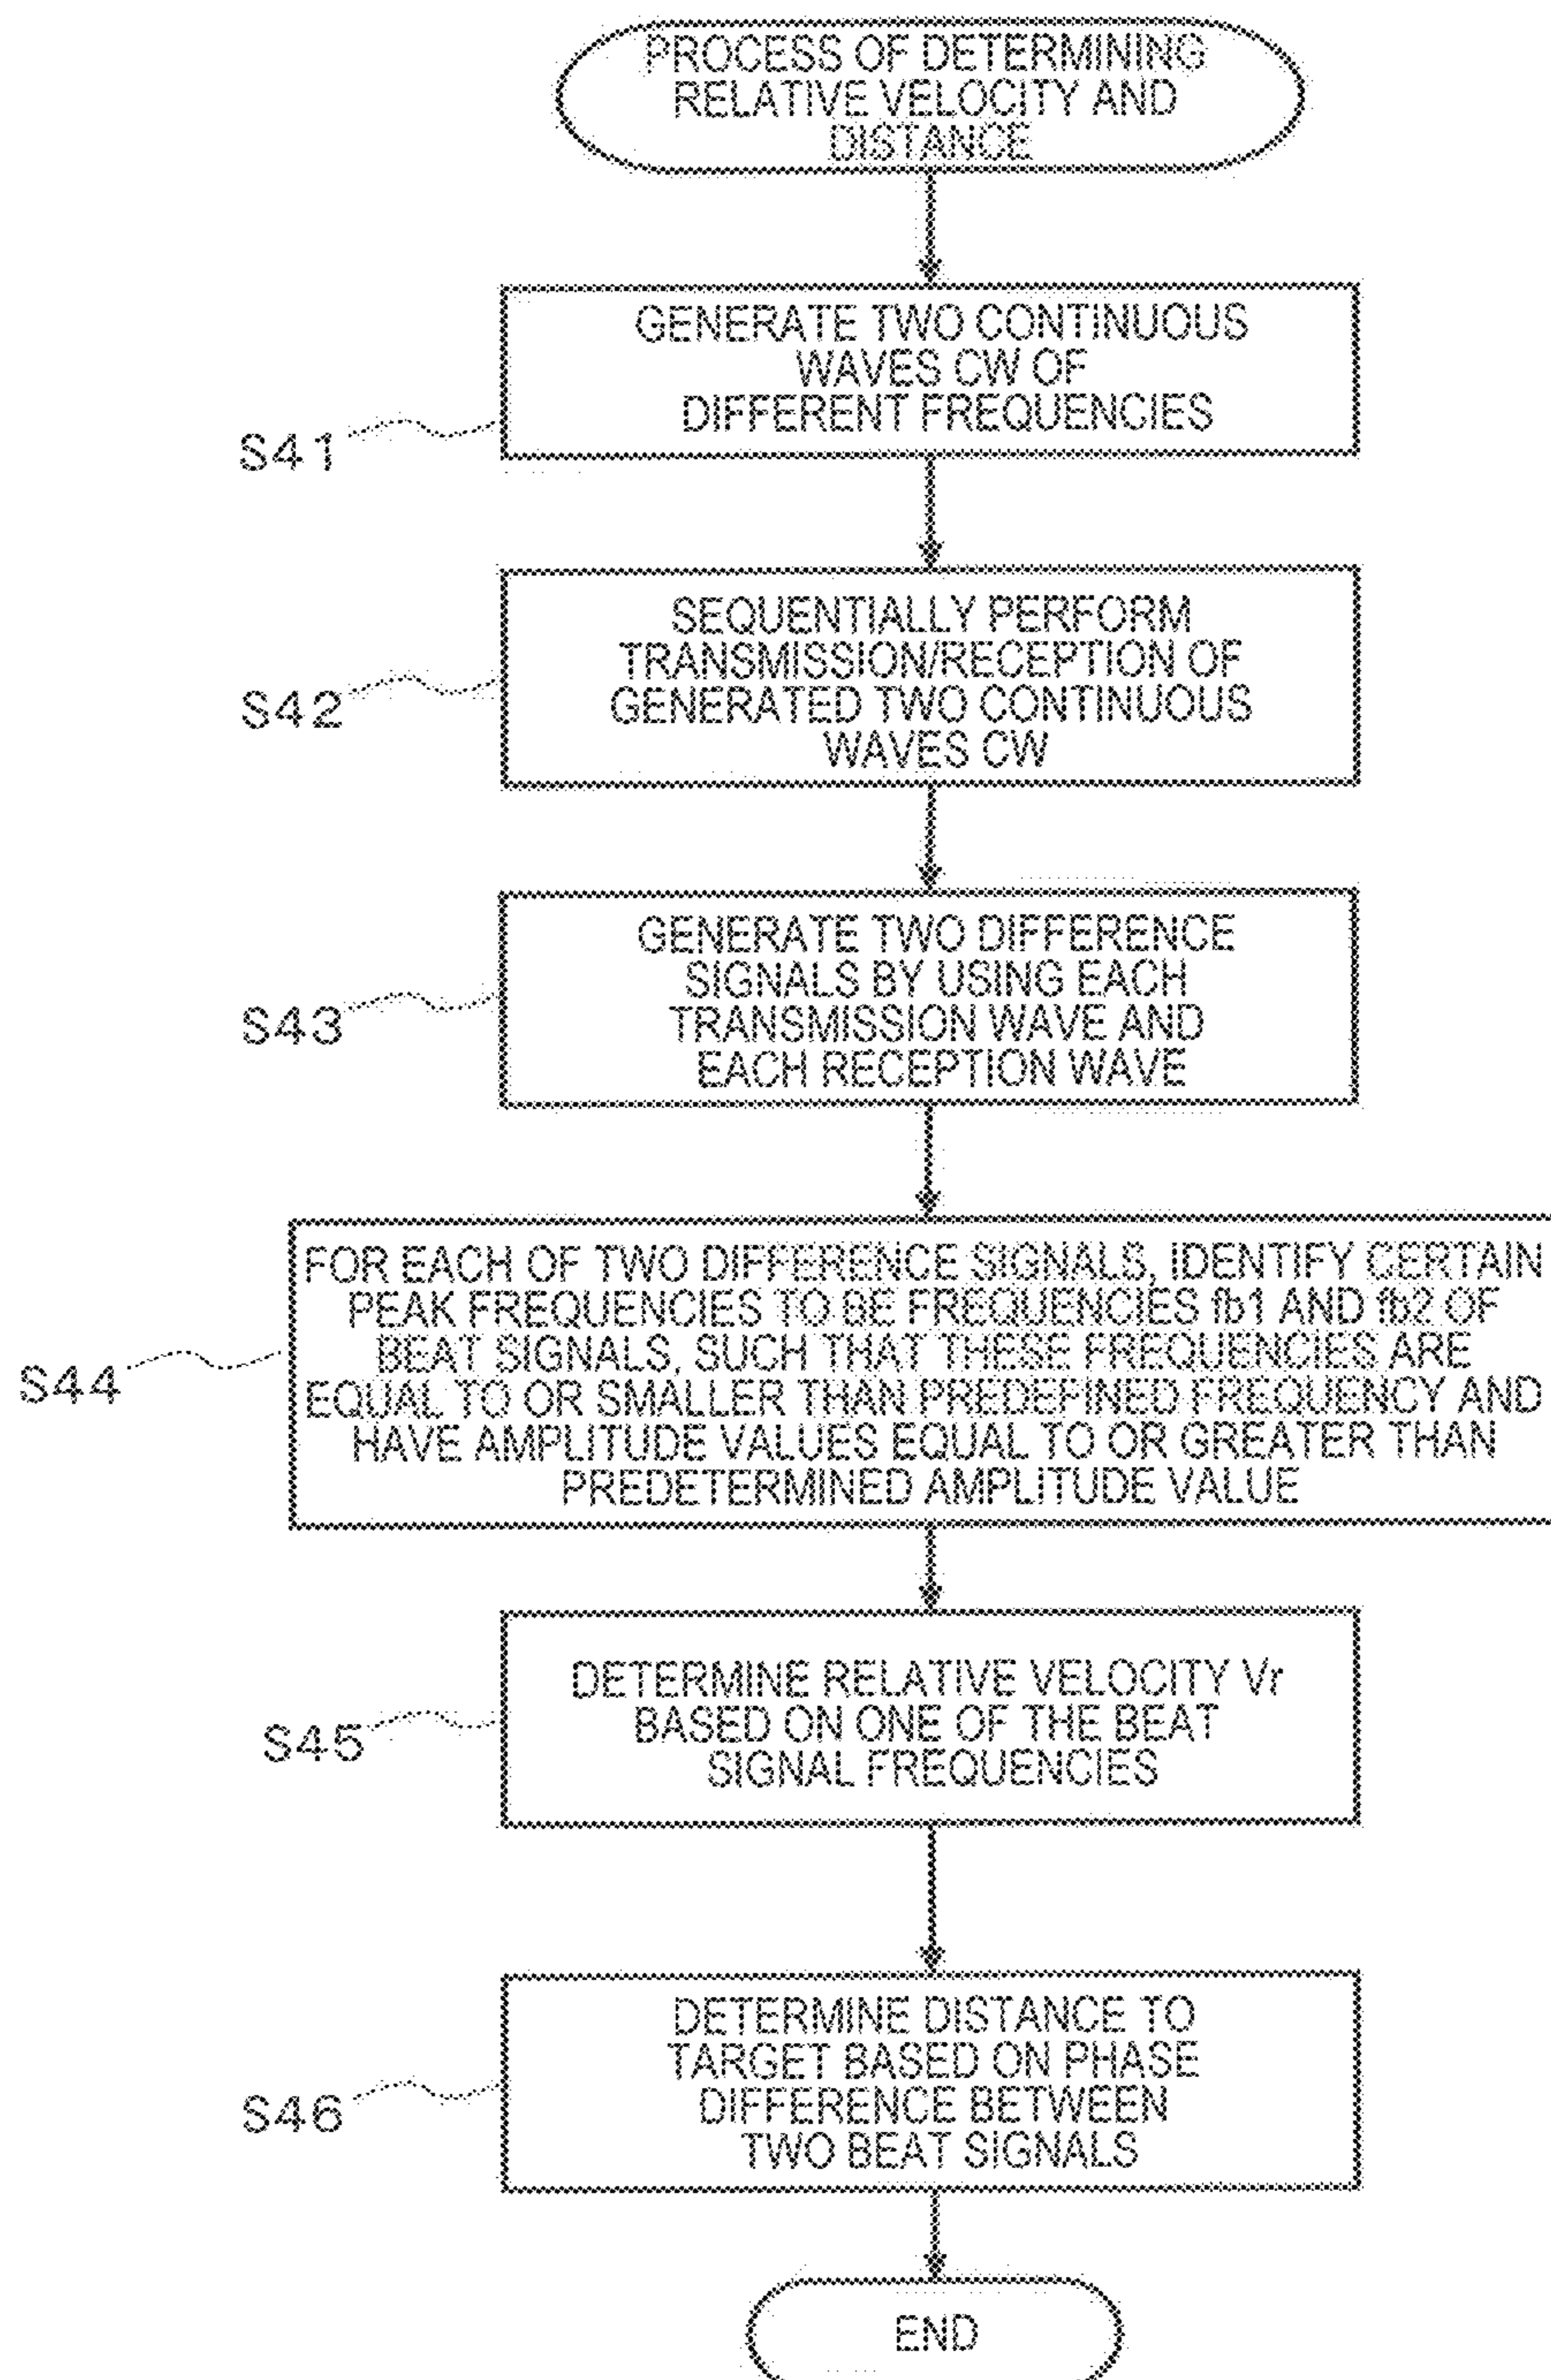 PROCESS OF DETERMINING
RELATIVE VELOCITY AND
DISTANCE
GENERATE TWO CONTINUOUS
WAVES CW OF
DIFFERENT FREQUENCIES
S41
SEQUENTIALLY PERFORM
TRANSMISSION/RECEPTION OF
GENERATED TWO CONTINUOUS
WAVES CW
S42
GENERATE TWO DIFFERENCE
SIGNALS BY USING EACH
TRANSMISSION WAVE AND
EACH RECEPTION WAVE
S43
FOR EACH OF TWO DIFFERENCE SIGNALS, IDENTIFY CERTAIN
PEAK FREQUENCIES TO BE FREQUENCIES fb1 AND fb2 OF
BEAT SIGNALS, SUCH THAT THESE FREQUENCIES ARE
EQUAL TO OR SMALLER THAN PREDEFINED FREQUENCY AND
HAVE AMPLITUDE VALUES EQUAL TO OR GREATER THAN
PREDETERMINED AMPLITUDE VALUE
S44
DETERMINE RELATIVE VELOCITY Vr
BASED ON ONE OF THE BEAT
SIGNAL FREQUENCIES
S45
DETERMINE DISTANCE TO
TARGET BASED ON PHASE
DIFFERENCE BETWEEN
TWO BEAT SIGNALS
S46
END